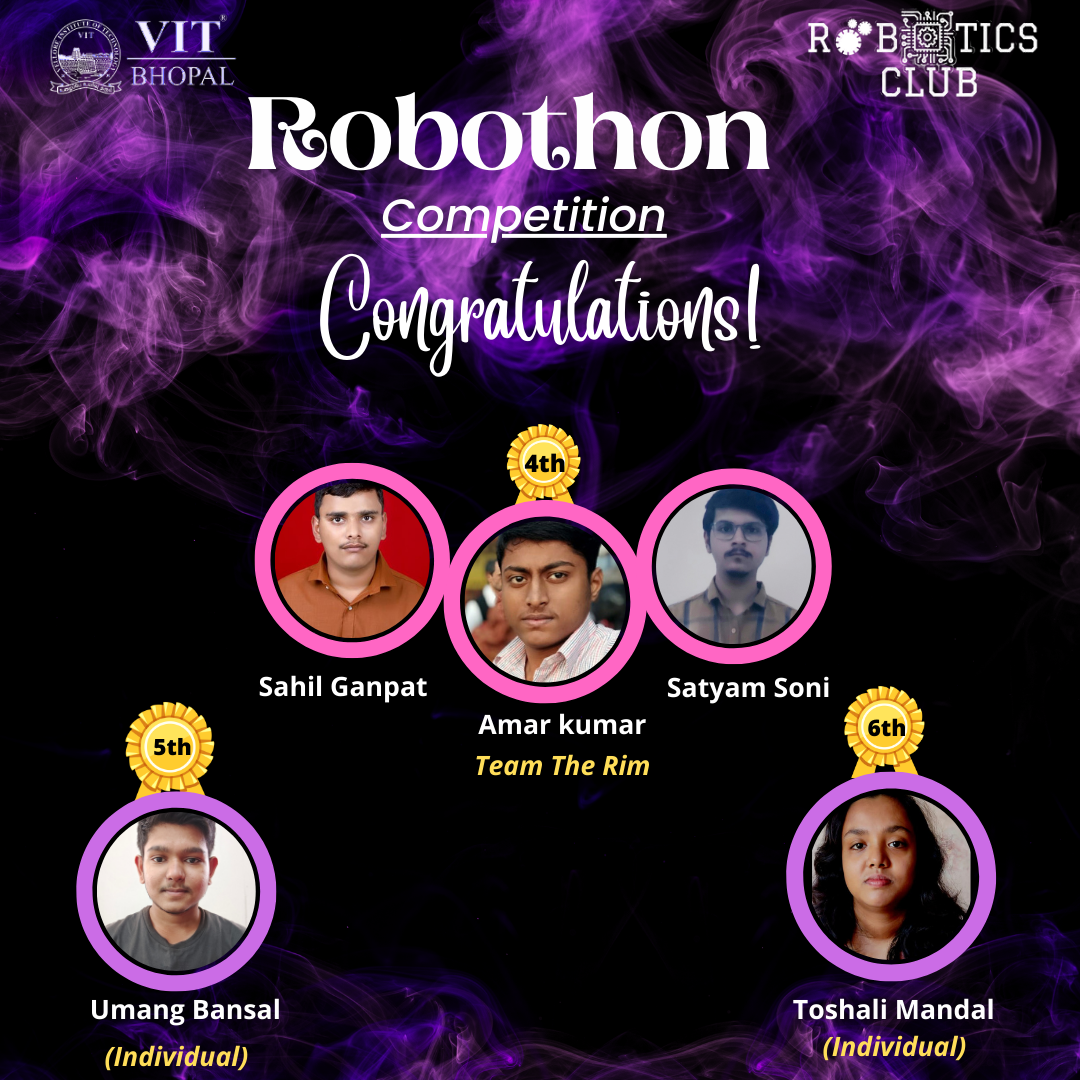 VIT®
BHOPAL
VIT
ROBOTICS
CLUB
Robothon
Competition
Congratulations!
4th
Sahil Ganpat
Satyam Soni
Amar kumar
Team The Rim
5th
6th
Umang Bansal
(Individual)
Toshali Mandal
(Individual)